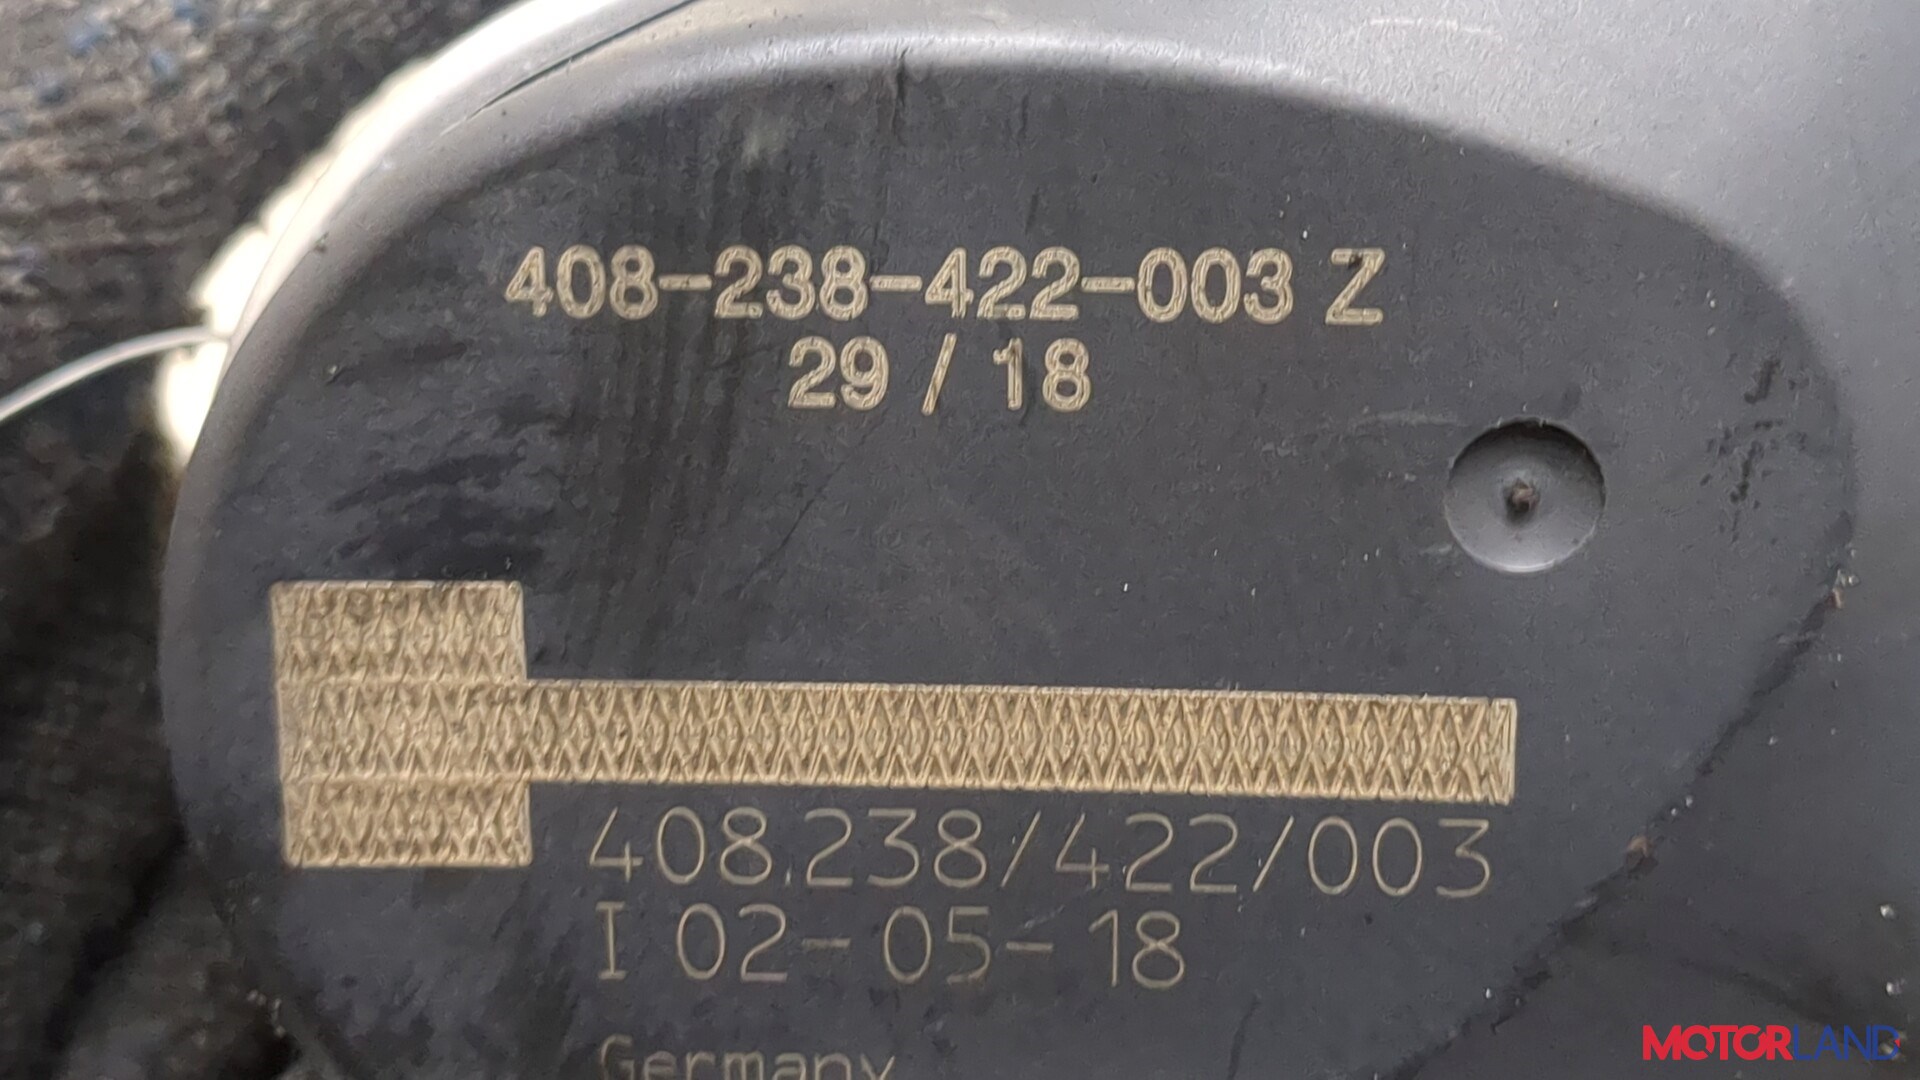 408-238-422-003 Z
29 / 18
408.238/422/003
I 02-05-18
Germany
MOTORLAND